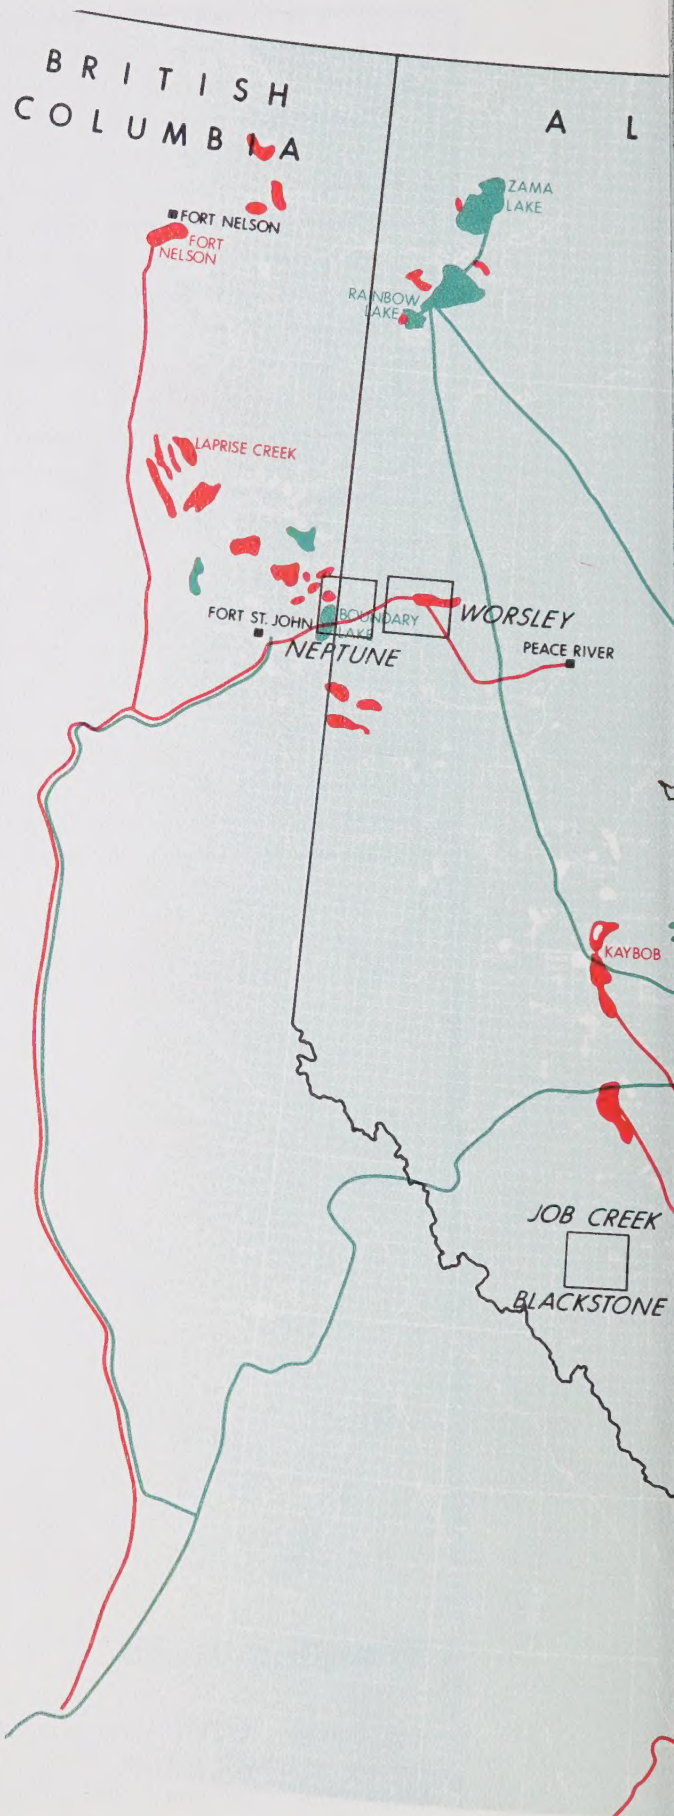 BRITISH
COLUMBIA
A L
ZAMA
LAKE
FORT NELSON
FORT
NELSON
RAINBOW
LAKE
LAPRISE CREEK
BOUNDARY
LAKE
FORT ST. JOHN
WORSLEY
NEPTUNE
PEACE RIVER
KAYBOB
JOB CREEK
BLACKSTONE